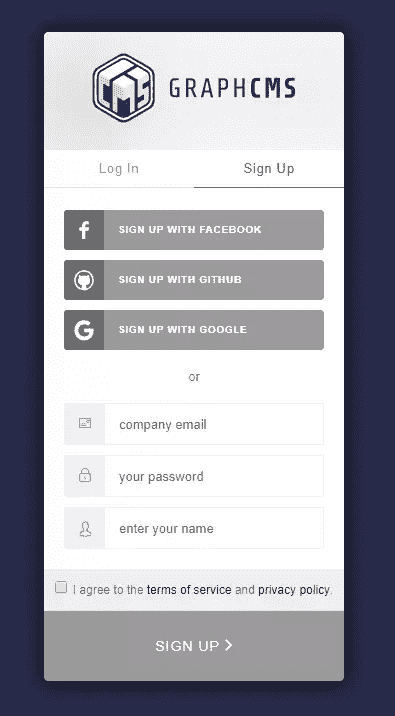 CMS
GRAPHCMS
Log In
Sign Up
SIGN UP WITH FACEBOOK
SIGN UP WITH GITHUB
G SIGN UP WITH GOOGLE
or
company email
your password
enter your name
I agree to the terms of service and privacy policy.
SIGN UP >